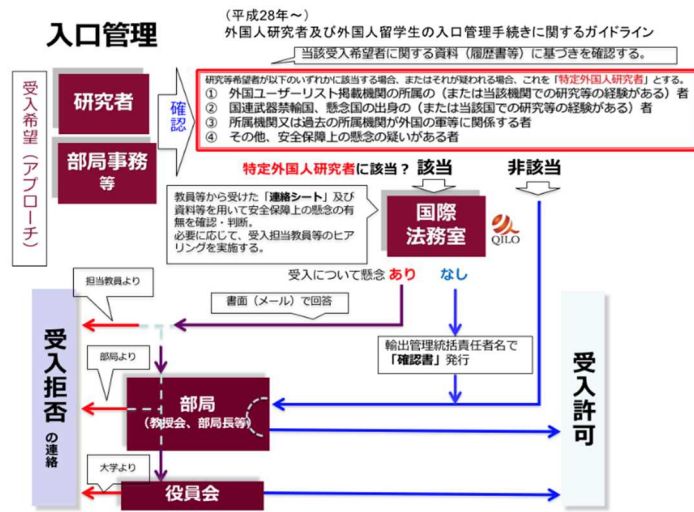 入口管理
(平成28年～)
外国人研究者及び外国人留学生の入口管理手続きに関するガイドライン
当該受入希望者に関する資料（履歴書等）に基づきを確認する。
受入希望（アプローチ）
研究者
部局事務
等
確認
研究等希望者が以下のいずれかに該当する場合、またはそれが疑われる場合、これを「特定外国人研究者」とする。
① 外国ユーザーリスト掲載機関の所属の（または当該機関での研究等の経験がある）者
② 国連武器禁輸国、懸念国の出身の（または当該国での研究等の経験がある）者
③ 所属機関又は過去の所属機関が外国の軍等に関係する者
④ その他、安全保障上の懸念の疑いがある者
特定外国人研究者に該当？ 該当 非該当
教員等から受けた「連絡シート」及び
資料等を用いて安全保障上の懸念の有
無を確認・判断。
必要に応じて、受入担当教員等のヒア
リングを実施する。
国際
法務室
QILO
受入について懸念 あり なし
担当教員より
書面（メール）で回答
輸出管理統括責任者名で
「確認書」発行
受入拒否の連絡
部局より
部局
（教授会、部局長等）
受入許可
大学より
役員会